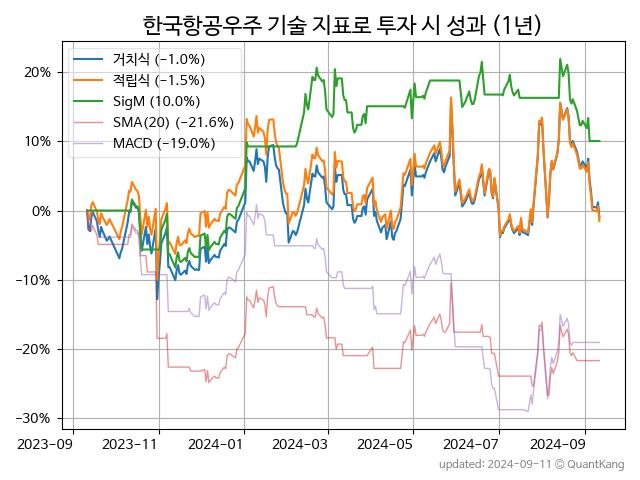 한국항공우주 기술 지표로 투자 시 성과 (1년)
거치식 (−1.0%)
적립식 (−1.5%)
SigM (10.0%)
SMA(20) (−21.6%)
MACD (−19.0%)
20%
10%
0%
−10%
−20%
−30%
2023-09 2023-11 2024-01 2024-03 2024-05 2024-07 2024-09
updated: 2024-09-11 © QuantKang